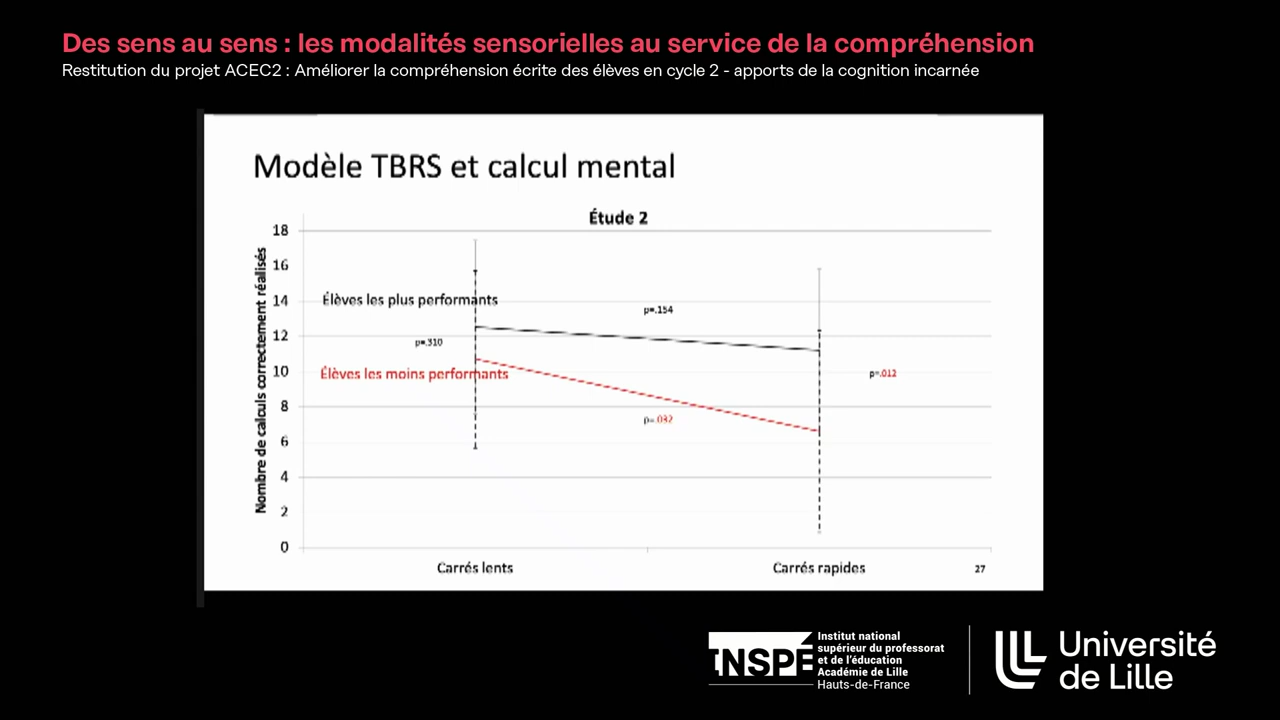 Des sens au sens : les modalités sensorielles au service de la compréhension
Restitution du projet ACEC2 : Améliorer la compréhension écrite des élèves en cycle 2 - apports de la cognition incarnée
Modèle TBRS et calcul mental
Étude 2
Nombre de calculs correctement réalisés
18
16
14
12
10
8
6
4
2
0
Élèves les plus performants
p=.154
p=.310
Élèves les moins performants
p=.012
p=.032
Carrés lents
Carrés rapides
27
INSPÉ
Institut national
supérieur du professorat
et de l'éducation
Académie de Lille
Hauts-de-France
Université
de Lille